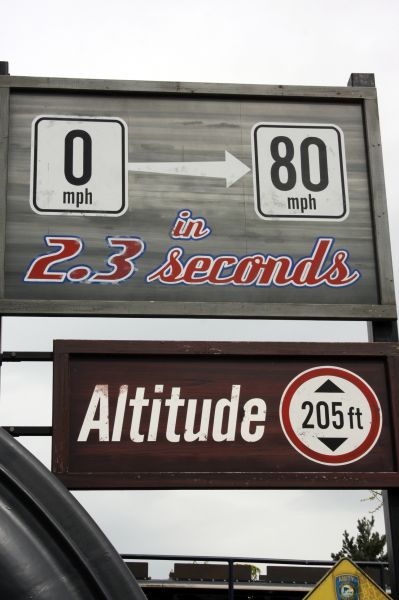 0 80
mph mph
in
2.3 seconds
Altitude 205 ft